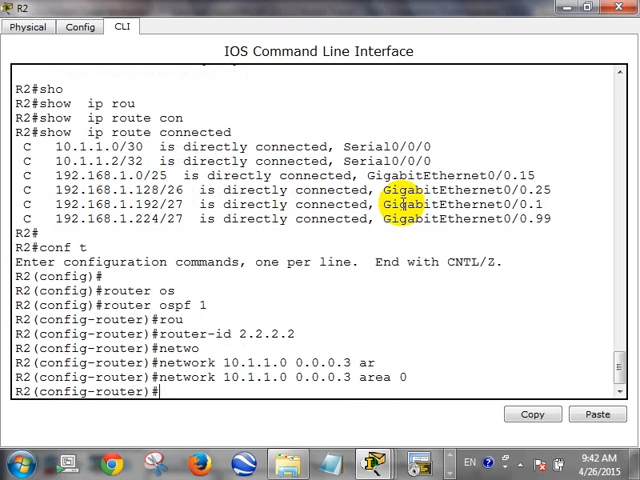 R2
Physical Config CLI
IOS Command Line Interface
R2#sho
R2#show  ip rou
R2#show  ip route con
R2#show  ip route connected
C   10.1.1.0/30  is directly connected, Serial0/0/0
C   10.1.1.2/32  is directly connected, Serial0/0/0
C   192.168.1.0/25  is directly connected, GigabitEthernet0/0.15
C   192.168.1.128/26  is directly connected, GigabitEthernet0/0.25
C   192.168.1.192/27  is directly connected, GigabitEthernet0/0.1
C   192.168.1.224/27  is directly connected, GigabitEthernet0/0.99
R2#
R2#conf t
Enter configuration commands, one per line.  End with CNTL/Z.
R2(config)#
R2(config)#router os
R2(config)#router ospf 1
R2(config-router)#rou
R2(config-router)#router-id 2.2.2.2
R2(config-router)#netwo
R2(config-router)#network 10.1.1.0 0.0.0.3 ar
R2(config-router)#network 10.1.1.0 0.0.0.3 area 0
R2(config-router)#
Copy Paste
EN
9:42 AM
4/26/2015